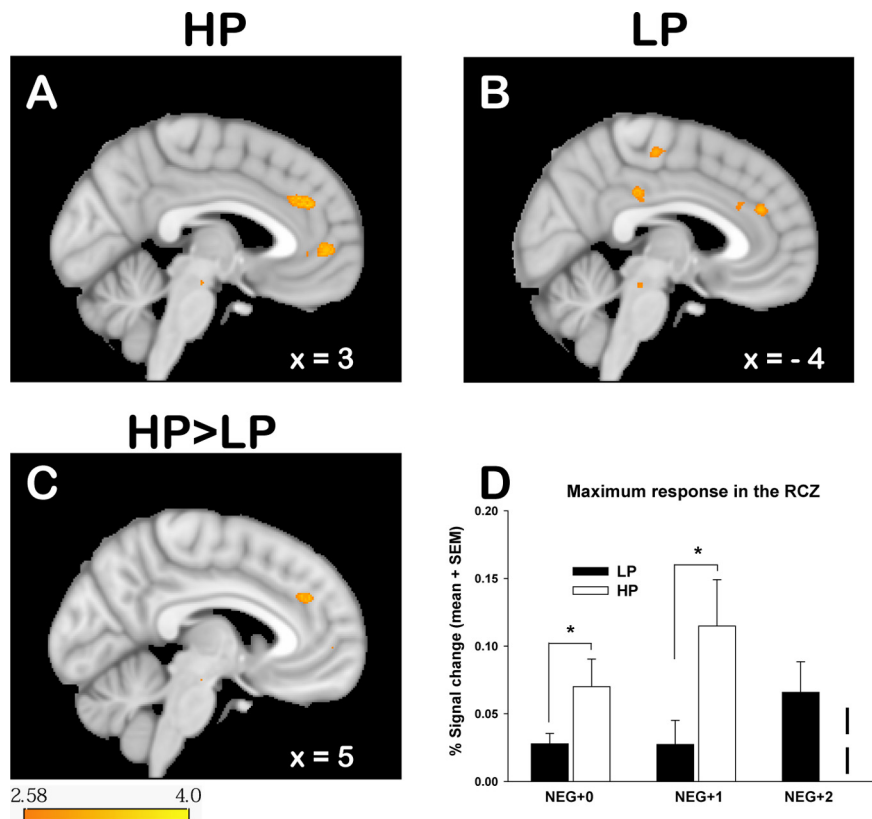 HP
LP
A
B
x = 3
x = - 4
HP>LP
C
x = 5
2.58 4.0
D
Maximum response in the RCZ
% Signal change (mean + SEM)
0.20
0.15
0.10
0.05
0.00
LP
HP
*
*
NEG+0
NEG+1
NEG+2